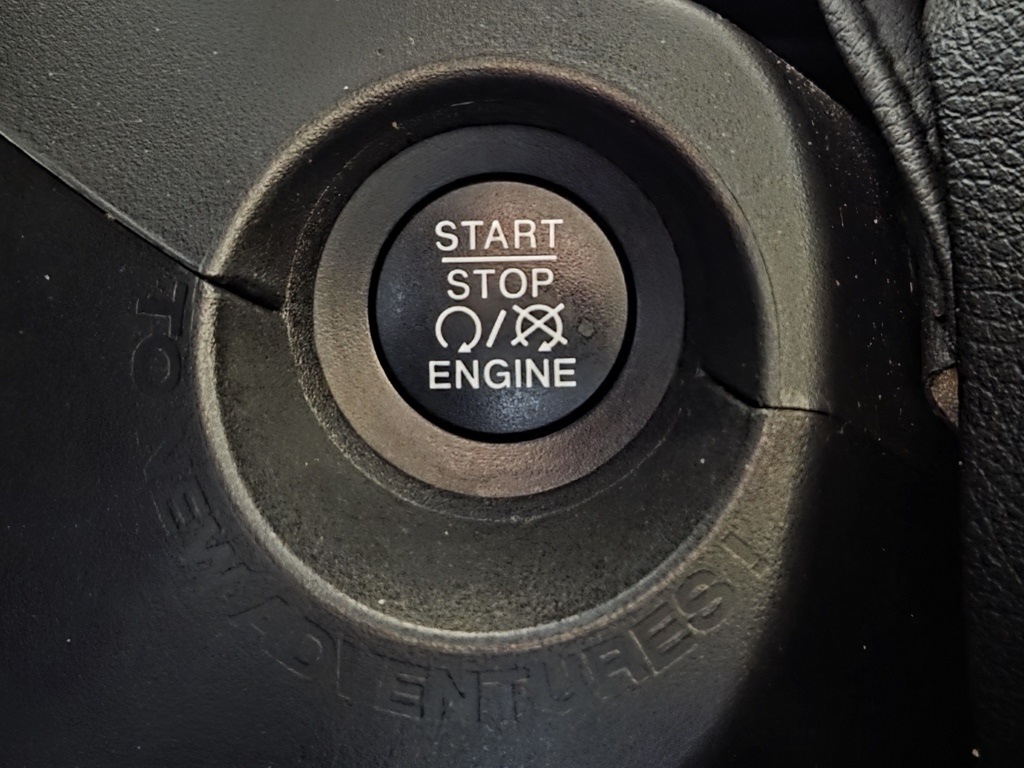 START
STOP
ENGINE
TO NEW ADVENTURES !